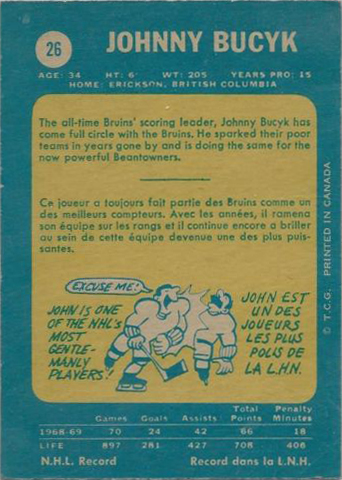 26
JOHNNY BUCYK
AGE: 34 HT: 6' WT: 205 YEARS PRO: 15
HOME: ERICKSON, BRITISH COLUMBIA
The all-time Bruins' scoring leader, Johnny Bucyk has
come full circle with the Bruins. He sparked their poor
teams in years gone by and is doing the same for the
now powerful Beantowners.
Ce joueur a toujours fait partie des Bruins comme un
des meilleurs compteurs. Avec les années, il ramena
son équipe sur les rangs et il continue encore a briller
au sein de cette équipe devenue une des plus puis-
santes.
EXCUSE ME!
JOHN IS ONE
OF THE NHL'S
MOST
GENTLE-
MANLY
PLAYERS!
JOHN EST
UN DES
JOUEURS
LES PLUS
POLIS DE
LA L.H.N.
© T.C.G. PRINTED IN CANADA
Games Goals Assists Total Points Penalty Minutes
1968-69 70 24 42 66 18
LIFE 897 281 427 708 406
N.H.L. Record Record dans la L.N.H.